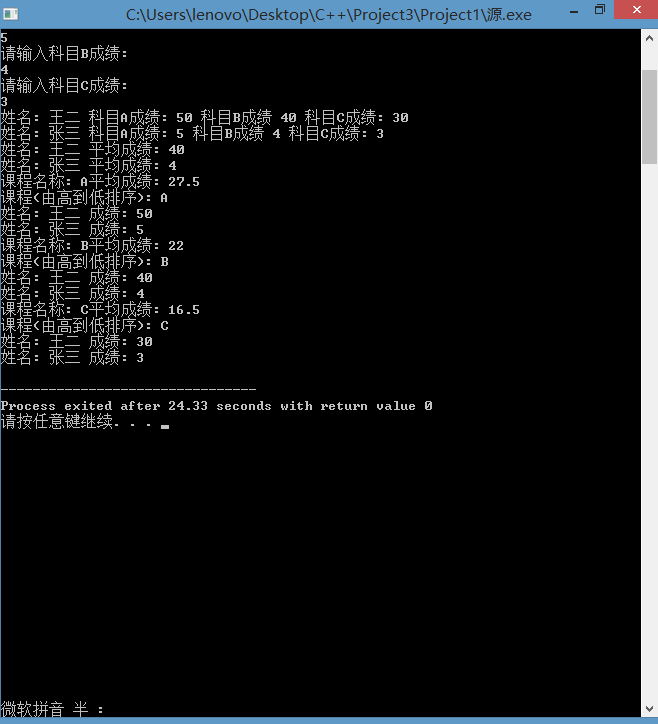 C:\Users\lenovo\Desktop\C++\Project3\Project1\源.exe
5
请输入科目B成绩:
4
请输入科目C成绩:
3
姓名: 王二 科目A成绩: 50 科目B成绩 40 科目C成绩: 30
姓名: 张三 科目A成绩: 5 科目B成绩 4 科目C成绩: 3
姓名: 王二 平均成绩: 40
姓名: 张三 平均成绩: 4
课程名称: A平均成绩: 27.5
课程(由高到低排序): A
姓名: 王二 成绩: 50
姓名: 张三 成绩: 5
课程名称: B平均成绩: 22
课程(由高到低排序): B
姓名: 王二 成绩: 40
姓名: 张三 成绩: 4
课程名称: C平均成绩: 16.5
课程(由高到低排序): C
姓名: 王二 成绩: 30
姓名: 张三 成绩: 3
--------------------------------
Process exited after 24.33 seconds with return value 0
请按任意键继续. . .
微软拼音 半 :